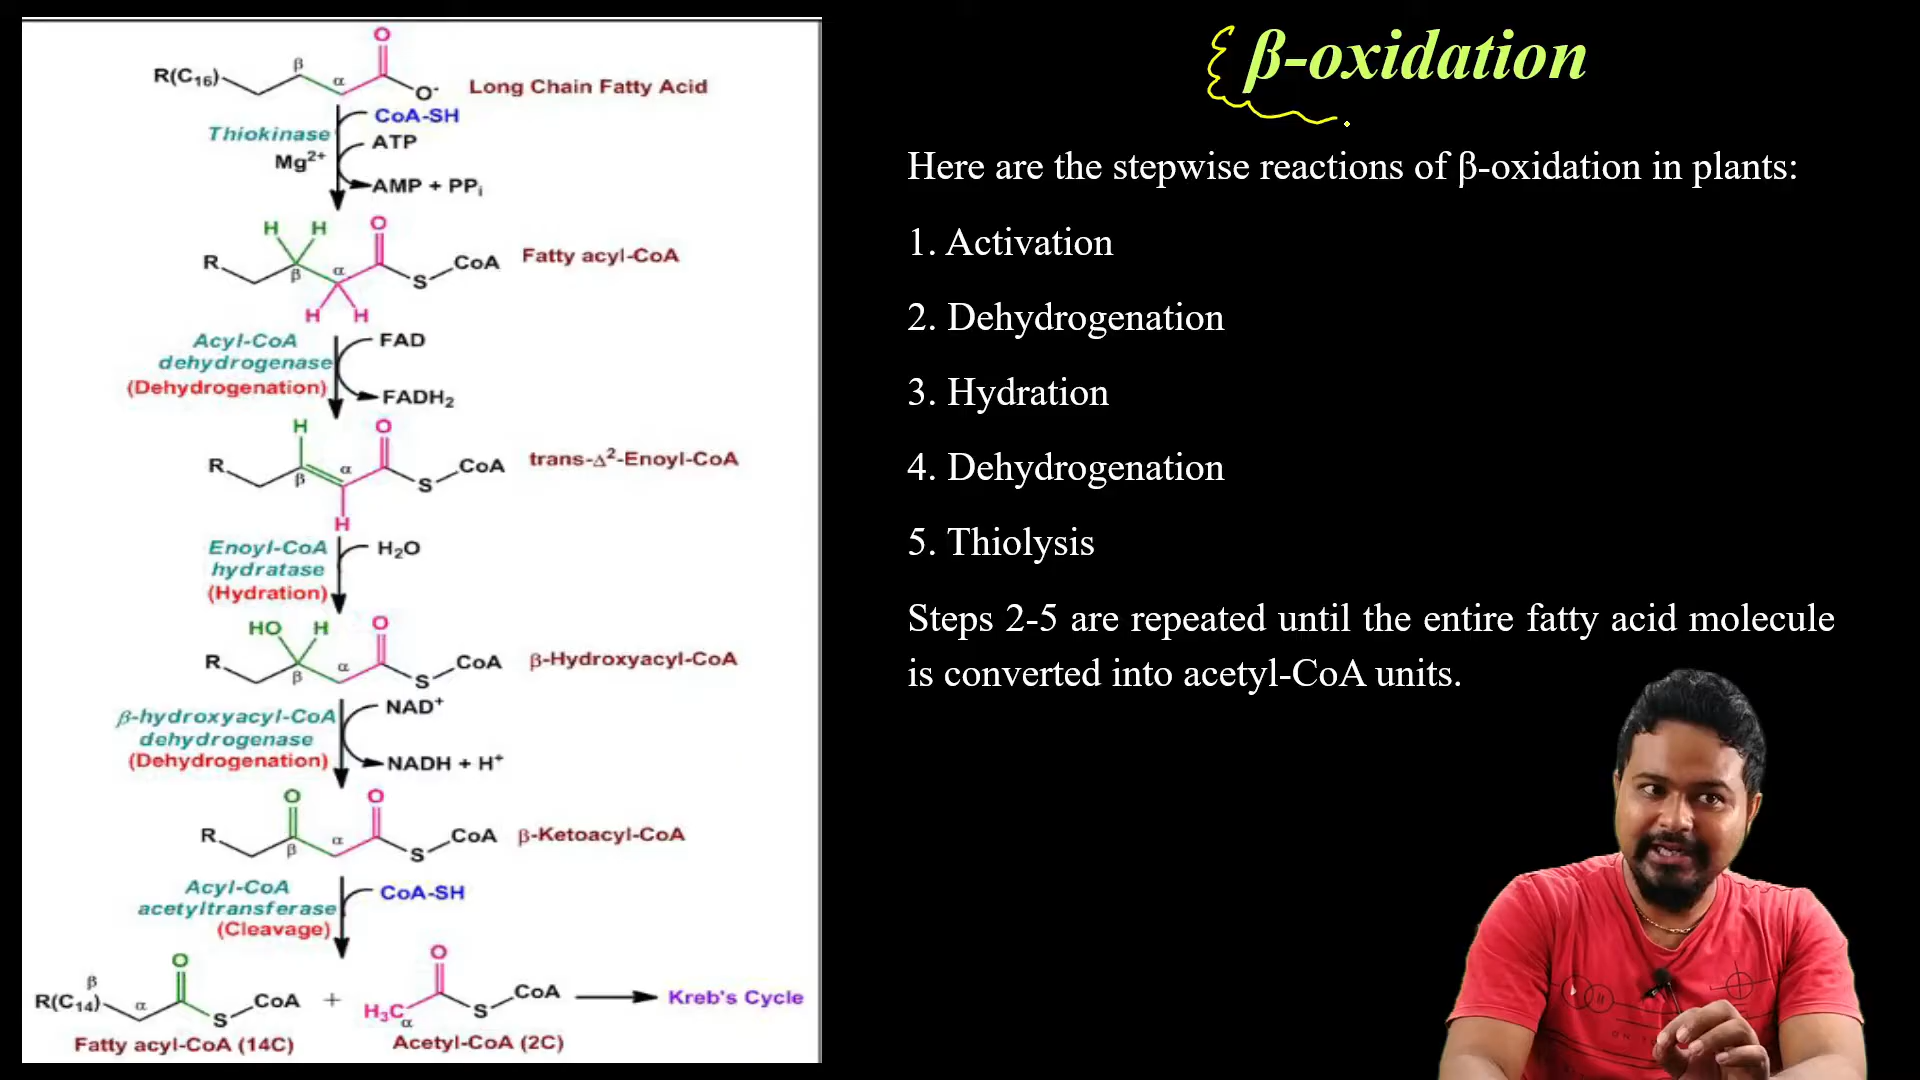 R(C16)
β
α
O
O-
Long Chain Fatty Acid
CoA-SH
Thiokinase
Mg2+
ATP
AMP + PPi
H H O
R
β
α
S
CoA
Fatty acyl-CoA
H H
Acyl-CoA
dehydrogenase
(Dehydrogenation)
FAD
FADH2
H O
R
β
α
S
CoA
trans-Δ2-Enoyl-CoA
H
Enoyl-CoA
hydratase
(Hydration)
H2O
HO H O
R
β
α
S
CoA
β-Hydroxyacyl-CoA
β-hydroxyacyl-CoA
dehydrogenase
(Dehydrogenation)
NAD+
NADH + H+
O O
R
β
α
S
CoA
β-Ketoacyl-CoA
Acyl-CoA
acetyltransferase
(Cleavage)
CoA-SH
O
R(C14)
β
α
S
CoA
+
O
H3C
α
S
CoA
Kreb's Cycle
Fatty acyl-CoA (14C)
Acetyl-CoA (2C)
β-oxidation
Here are the stepwise reactions of β-oxidation in plants:
1. Activation
2. Dehydrogenation
3. Hydration
4. Dehydrogenation
5. Thiolysis
Steps 2-5 are repeated until the entire fatty acid molecule
is converted into acetyl-CoA units.